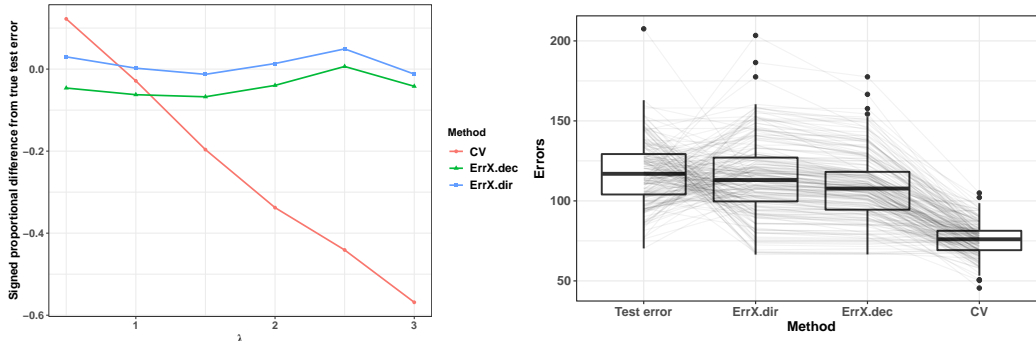 Signed proportional difference from true test error
0.0
−0.2
−0.4
−0.6
1
2
3
λ
Method
CV
ErrX.dec
ErrX.dir
Errors
200
150
100
50
Test error
ErrX.dir
ErrX.dec
CV
Method